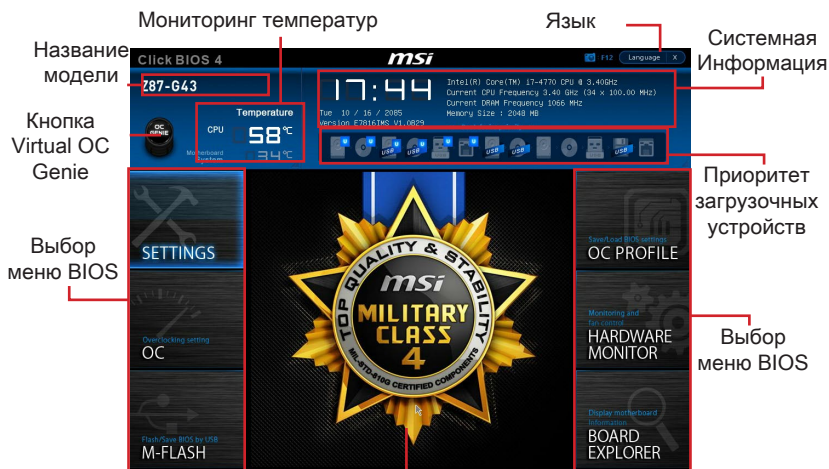 Мониторинг температур
Язык
Название
модели
Системная
Информация
Click BIOS 4
msi
F12
Language
X
Z87-G43
17:44
Tue 10 / 16 / 2085
Version E7816IMS V1.0B29
Intel(R) Core(TM) i7-4770 CPU @ 3.40GHz
Current CPU Frequency 3.40 GHz (34 x 100.00 MHz)
Current DRAM Frequency 1066 MHz
Memory Size : 2048 MB
Кнопка
Virtual OC
Genie
OC
GENIE
Temperature
CPU
58°C
Motherboard
System
34°C
U
U
USB U
USB U
U
U
USB
USB
USB
Приоритет
загрузочных
устройств
Выбор
меню BIOS
SETTINGS
Overclocking setting
OC
Flash/Save BIOS by USB
M-FLASH
TOP QUALITY & STABILITY
msi
MILITARY
CLASS
4
MIL-STD-810G CERTIFIED COMPONENTS
Save/Load BIOS settings
OC PROFILE
Monitoring and
fan control
HARDWARE
MONITOR
Display motherboard
Information
BOARD
EXPLORER
Выбор
меню BIOS